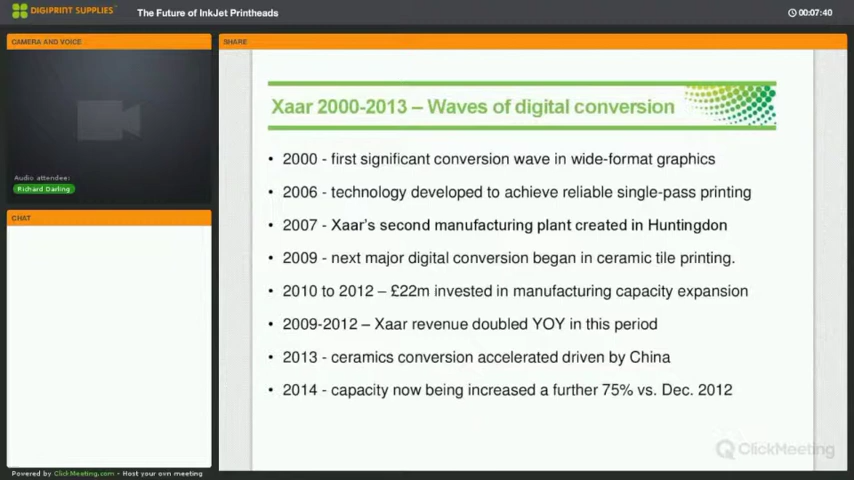 DIGIPRINT SUPPLIES
The Future of InkJet Printheads
00:07:40
CAMERA AND VOICE
Audio attendee:
Richard Darling
CHAT
SHARE
Xaar 2000-2013 – Waves of digital conversion
• 2000 - first significant conversion wave in wide-format graphics
• 2006 - technology developed to achieve reliable single-pass printing
• 2007 - Xaar's second manufacturing plant created in Huntingdon
• 2009 - next major digital conversion began in ceramic tile printing.
• 2010 to 2012 – £22m invested in manufacturing capacity expansion
• 2009-2012 – Xaar revenue doubled YOY in this period
• 2013 - ceramics conversion accelerated driven by China
• 2014 - capacity now being increased a further 75% vs. Dec. 2012
ClickMeeting
Powered by ClickMeeting.com - Host your own meeting